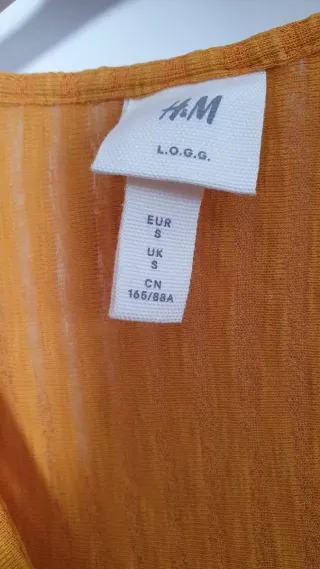 H&M
L.O.G.G.
EUR
S
UK
S
CN
165/88A